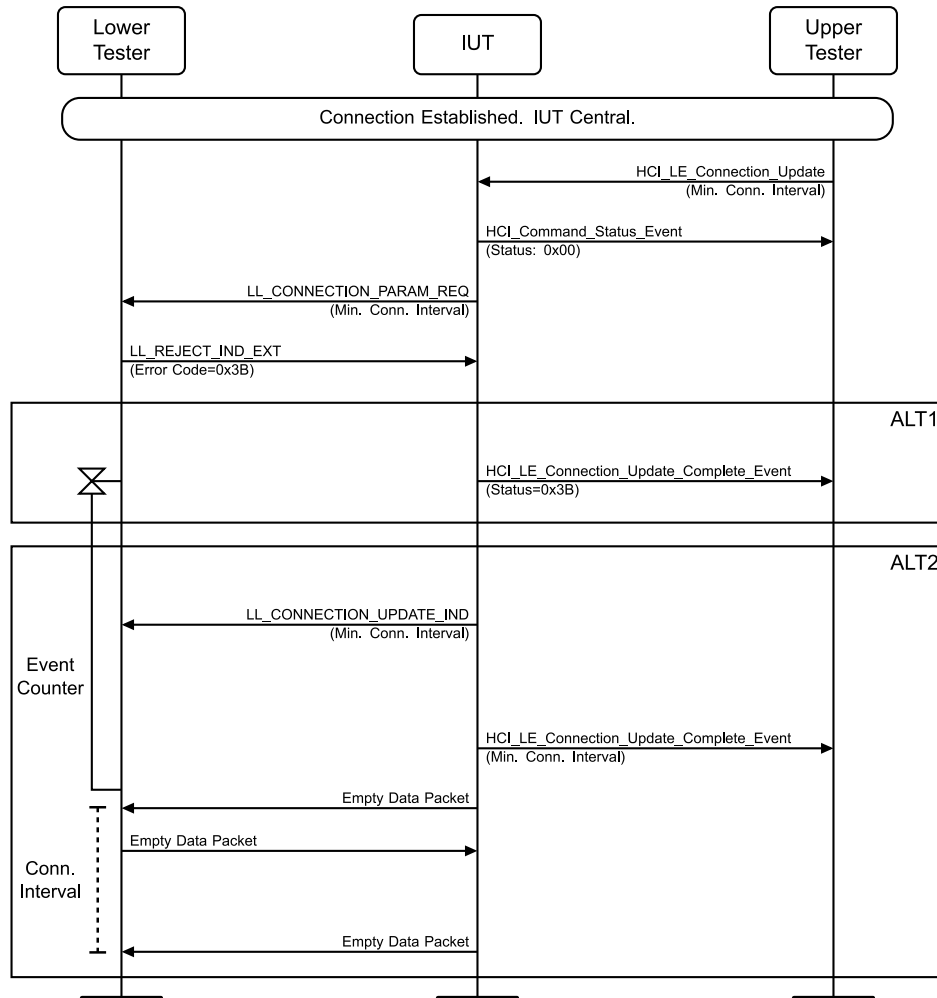 Lower
Tester
IUT
Upper
Tester
Connection Established. IUT Central.
HCI_LE_Connection_Update
(Min. Conn. Interval)
HCI_Command_Status_Event
(Status: 0x00)
LL_CONNECTION_PARAM_REQ
(Min. Conn. Interval)
LL_REJECT_IND_EXT
(Error Code=0x3B)
ALT1
HCI_LE_Connection_Update_Complete_Event
(Status=0x3B)
ALT2
LL_CONNECTION_UPDATE_IND
(Min. Conn. Interval)
Event
Counter
HCI_LE_Connection_Update_Complete_Event
(Min. Conn. Interval)
Empty Data Packet
Empty Data Packet
Conn.
Interval
Empty Data Packet